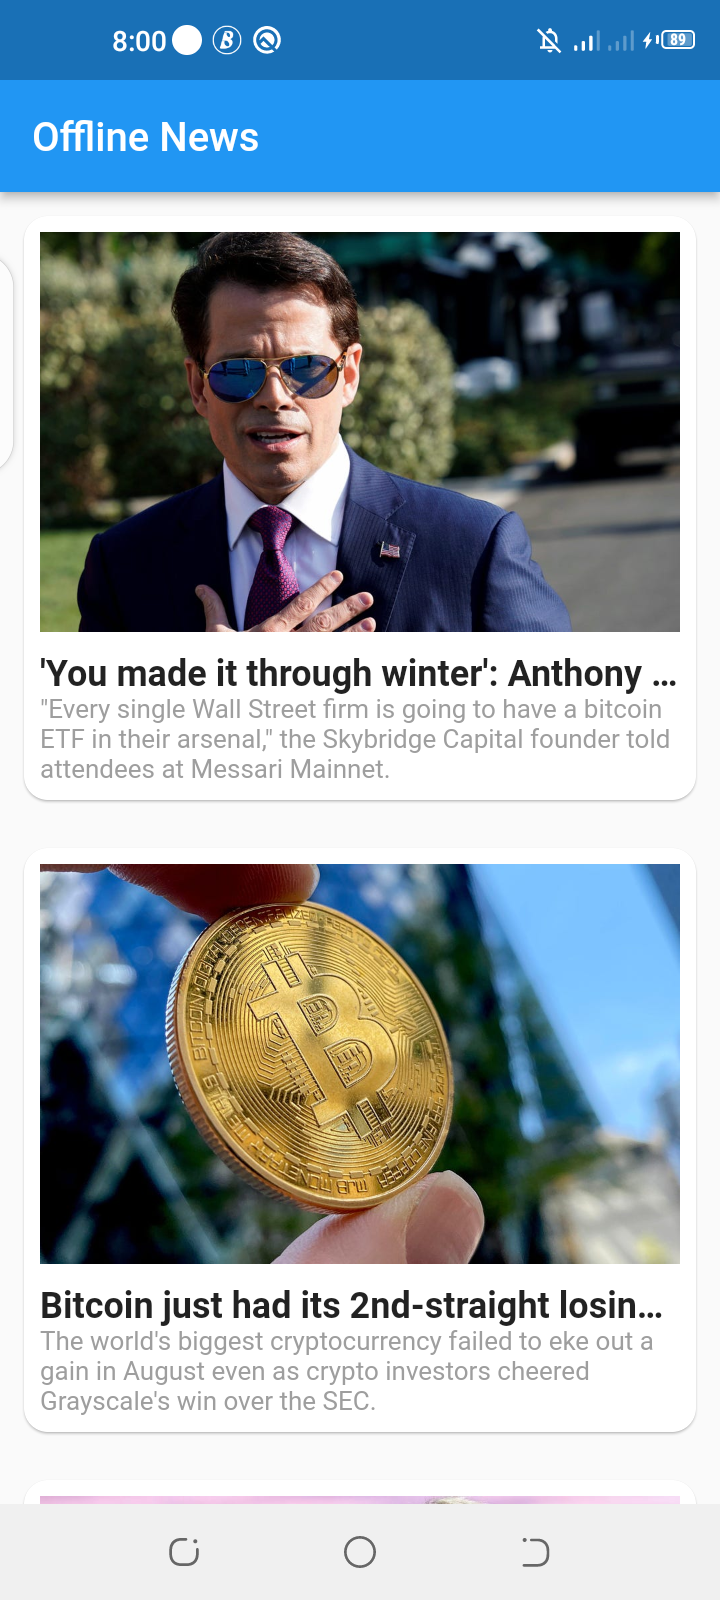 8:00
89
Offline News
'You made it through winter': Anthony ...
"Every single Wall Street firm is going to have a bitcoin
ETF in their arsenal," the Skybridge Capital founder told
attendees at Messari Mainnet.
Bitcoin just had its 2nd-straight losin...
The world's biggest cryptocurrency failed to eke out a
gain in August even as crypto investors cheered
Grayscale's win over the SEC.